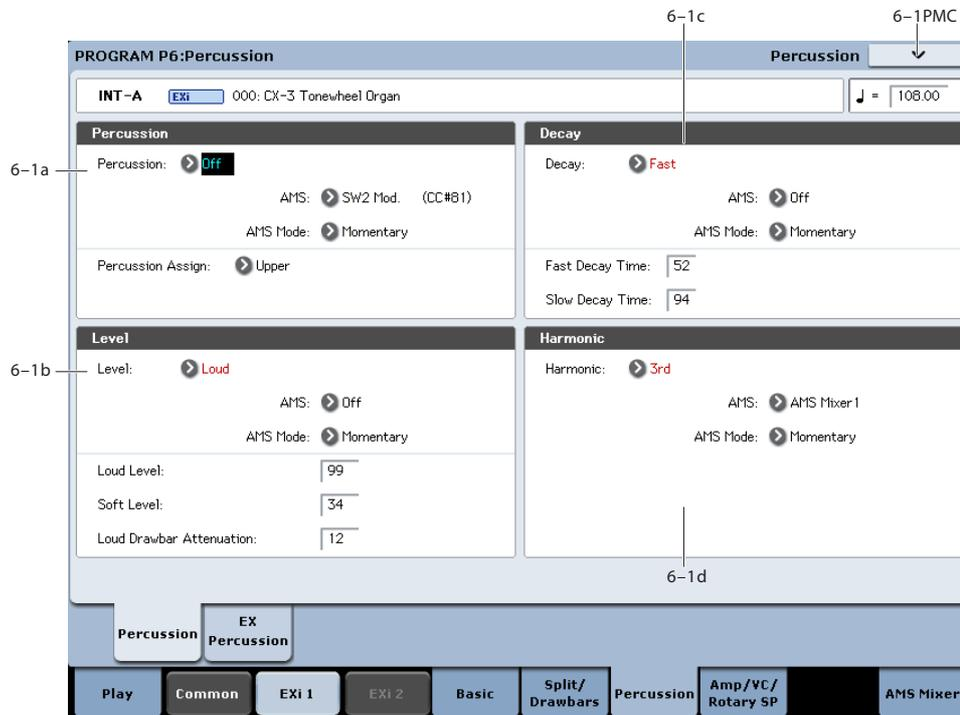 6–1c
6–1PMC
PROGRAM P6:Percussion
Percussion
INT-A EXi 000: CX-3 Tonewheel Organ
♩ = 108.00
Percussion
6–1a
Percussion: Off
AMS: SW2 Mod. (CC#81)
AMS Mode: Momentary
Percussion Assign: Upper
Decay
Decay: Fast
AMS: Off
AMS Mode: Momentary
Fast Decay Time: 52
Slow Decay Time: 94
Level
6–1b
Level: Loud
AMS: Off
AMS Mode: Momentary
Loud Level: 99
Soft Level: 34
Loud Drawbar Attenuation: 12
Harmonic
Harmonic: 3rd
AMS: AMS Mixer1
AMS Mode: Momentary
6–1d
Percussion
EX
Percussion
Play
Common
EXi 1
EXi 2
Basic
Split/
Drawbars
Percussion
Amp/VC/
Rotary SP
AMS Mixer